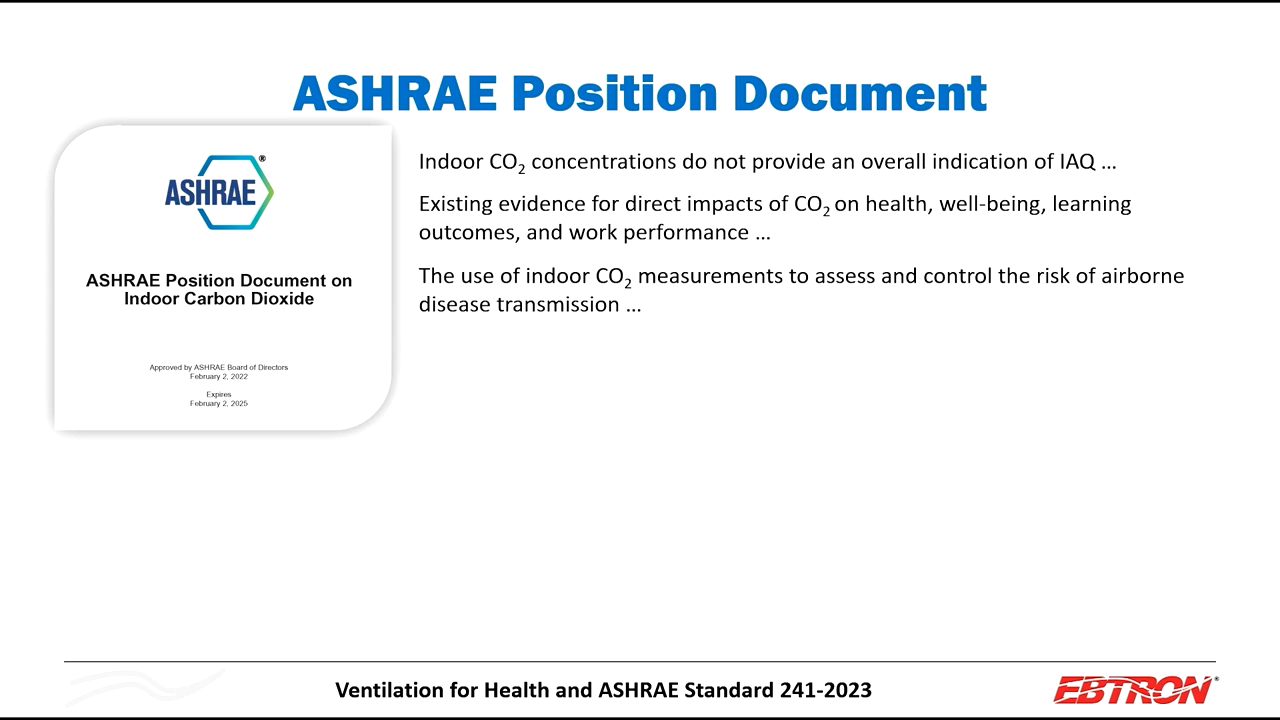 ASHRAE Position Document
ASHRAE®
ASHRAE Position Document on
Indoor Carbon Dioxide
Approved by ASHRAE Board of Directors
February 2, 2022
Expires
February 2, 2025
Indoor CO₂ concentrations do not provide an overall indication of IAQ …
Existing evidence for direct impacts of CO₂ on health, well-being, learning
outcomes, and work performance …
The use of indoor CO₂ measurements to assess and control the risk of airborne
disease transmission …
Ventilation for Health and ASHRAE Standard 241-2023
EBTRON®